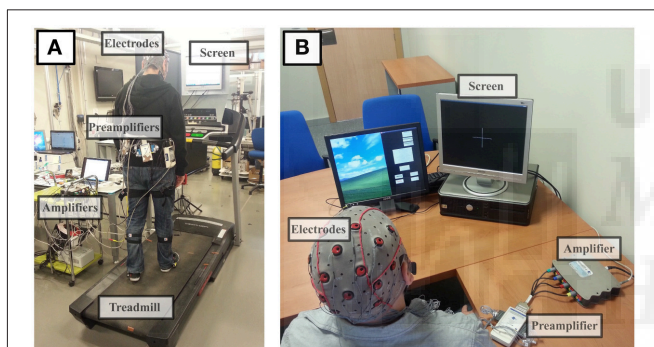 A
Electrodes
Screen
Preamplifiers
Amplifiers
Treadmill
B
Screen
Electrodes
Amplifier
Preamplifier